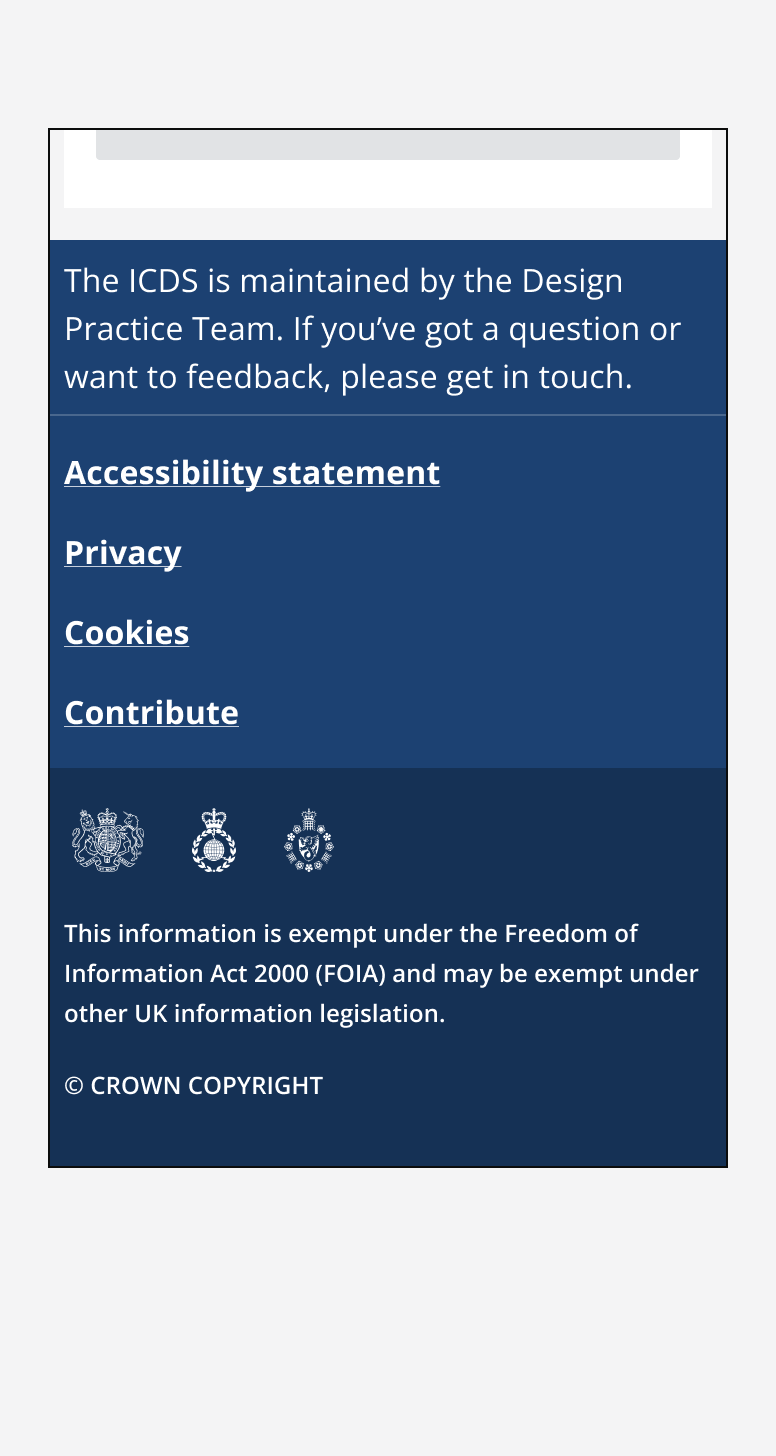 The ICDS is maintained by the Design
Practice Team. If you’ve got a question or
want to feedback, please get in touch.
Accessibility statement
Privacy
Cookies
Contribute
This information is exempt under the Freedom of
Information Act 2000 (FOIA) and may be exempt under
other UK information legislation.
© CROWN COPYRIGHT